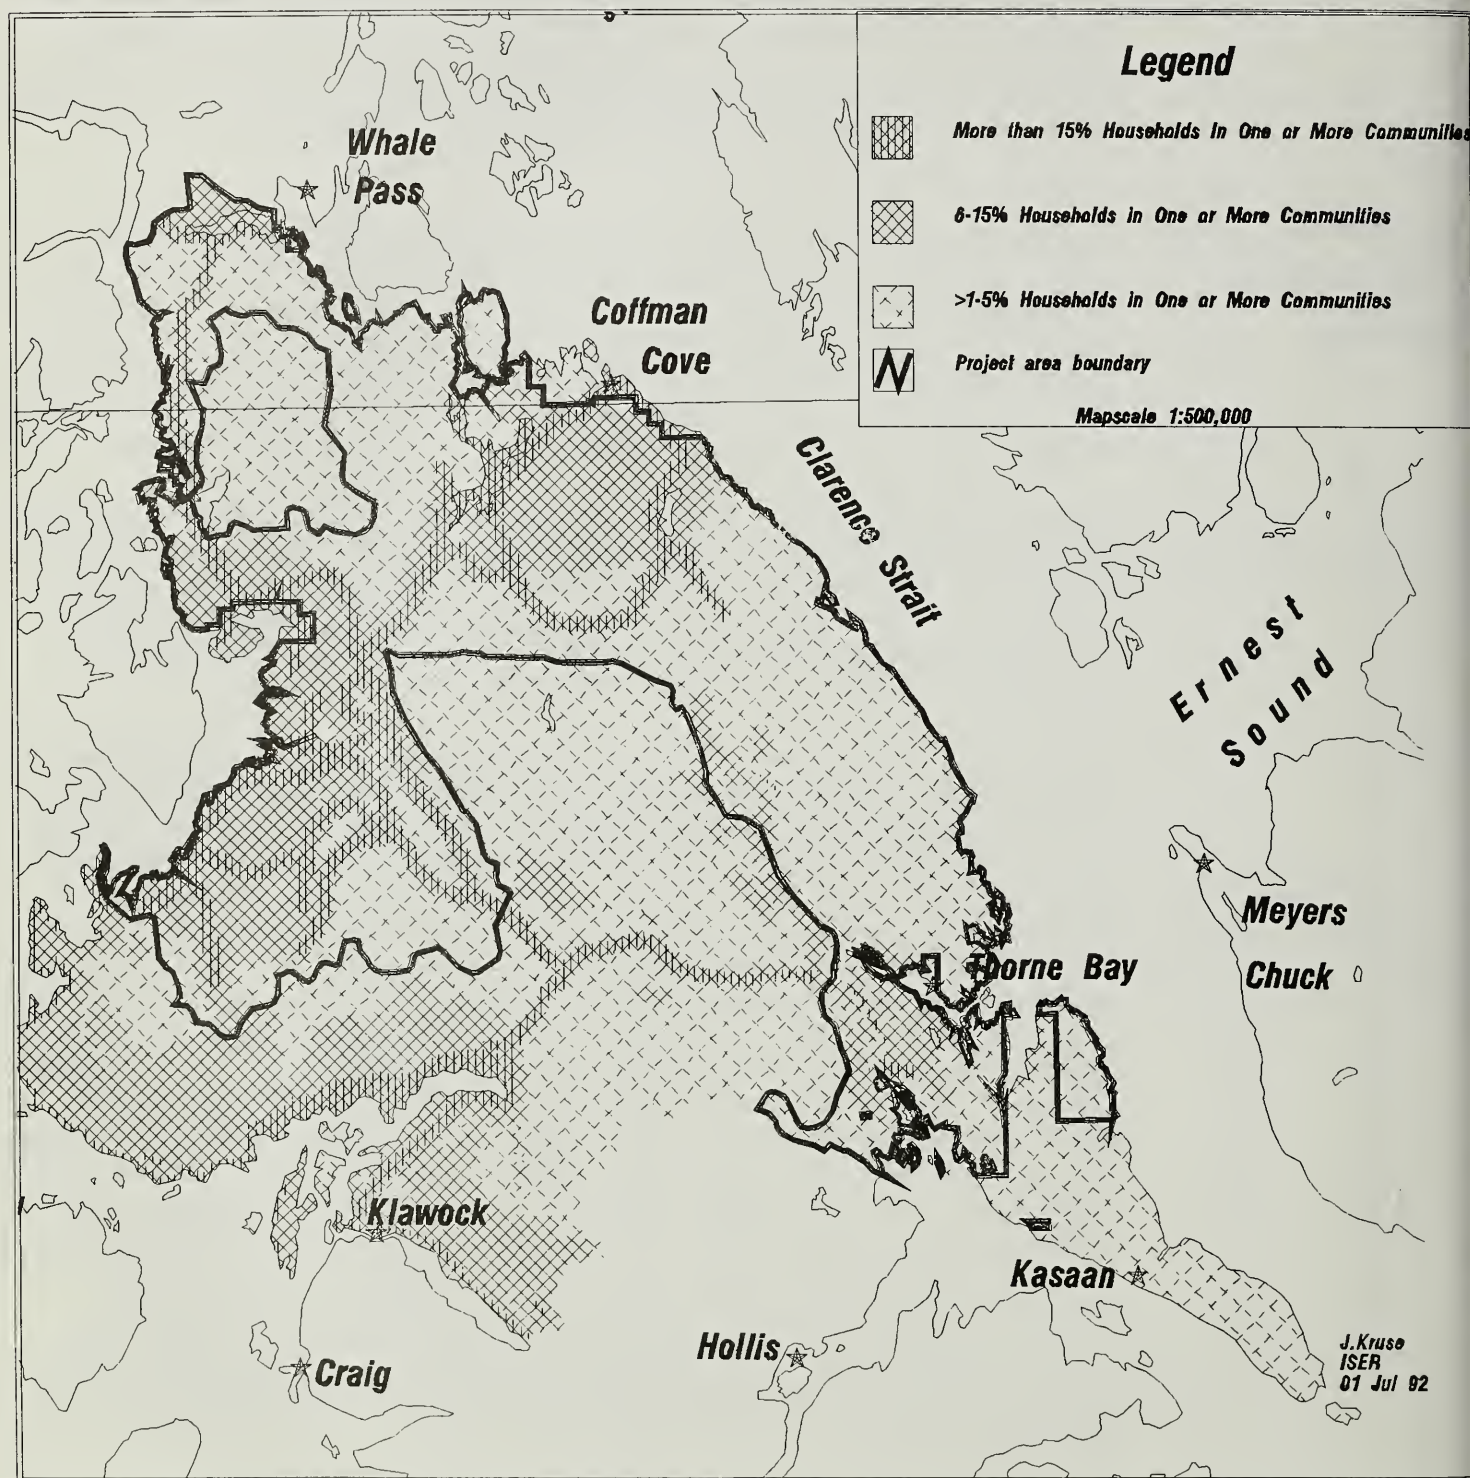 Legend
More than 15% Households in One or More Communities
6-15% Households in One or More Communities
>1-5% Households in One or More Communities
Project area boundary
Mapscale 1:500,000
Whale
Pass
Coffman
Cove
Clarence Strait
Ernest
Sound
Meyers
Chuck
Thorne Bay
Klawock
Kasaan
Hollis
Craig
J.Kruse
ISER
01 Jul 92